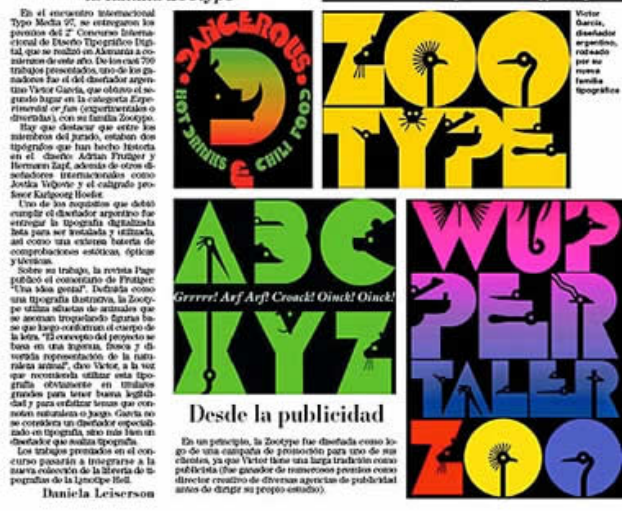 En el encuentro internacional
Typo Media 97, se entregaron los
premios del 2º Concurso Interna-
cional de Diseño Tipográfico Digi-
tal, que se realizó en Alemania a co-
mienzos de este año. De los casi 700
trabajos presentados, uno de los ga-
nadores fue el del diseñador argen-
tino Victor García, que obtuvo el se-
gundo lugar en la categoría Expe-
rimental or fun (experimentales o
divertidas), con su familia Zootype.
Hay que destacar que entre los
miembros del jurado, estaban dos
tipógrafos que han hecho historia
en el diseño: Adrian Frutiger y
Hermann Zapf, además de otros di-
señadores internacionales como
Jovika Veljovic y el calígrafo pro-
fesor Karlgeorg Hoefer.
Uno de los requisitos que debió
cumplir el diseñador argentino fue
entregar la tipografía digitalizada
lista para ser instalada y utilizada,
así como una extensa batería de
comprobaciones estéticas, ópticas
y técnicas.
Sobre su trabajo, la revista Page
publicó el comentario de Frutiger:
"Una idea genial". Definida como
una tipografía ilustrativa, la Zooty-
pe utiliza siluetas de animales que
se asoman troquelando figuras ba-
se que luego conforman el cuerpo de
la letra. "El concepto del proyecto se
basa en una ingenua, fresca y di-
vertida representación de la natu-
raleza animal", dice Victor, a la vez
que recomienda utilizar esta tipo-
grafía obviamente en titulares
grandes para tener buena legibili-
dad y para enfatizar temas que con-
noten naturaleza o juego. García no
se considera un diseñador especiali-
zado en tipografía, sino más bien un
diseñador que realiza tipografía.
Los trabajos premiados en el con-
curso pasarán a integrarse a la
nueva colección de la librería de ti-
pografías de la Lynotipe Hell.
Daniela Leiserson
DANGEROUS
HOT DRINKS & CHILI FOOD
D
ZOO
TYPE
Victor
García,
diseñador
argentino,
rodeado
por su
nueva
familia
tipográfica
ABC
Grrrrr! Arf Arf! Croack! Oinck! Oinck!
XYZ
WUP
PER
TALER
ZOO
Desde la publicidad
En un principio, la Zootype fue diseñada como lo-
go de una campaña de promoción para uno de sus
clientes, ya que Victor tiene una larga tradición como
publicista (fue ganador de numerosos premios como
director creativo de diversas agencias de publicidad
antes de dirigir su propio estudio).